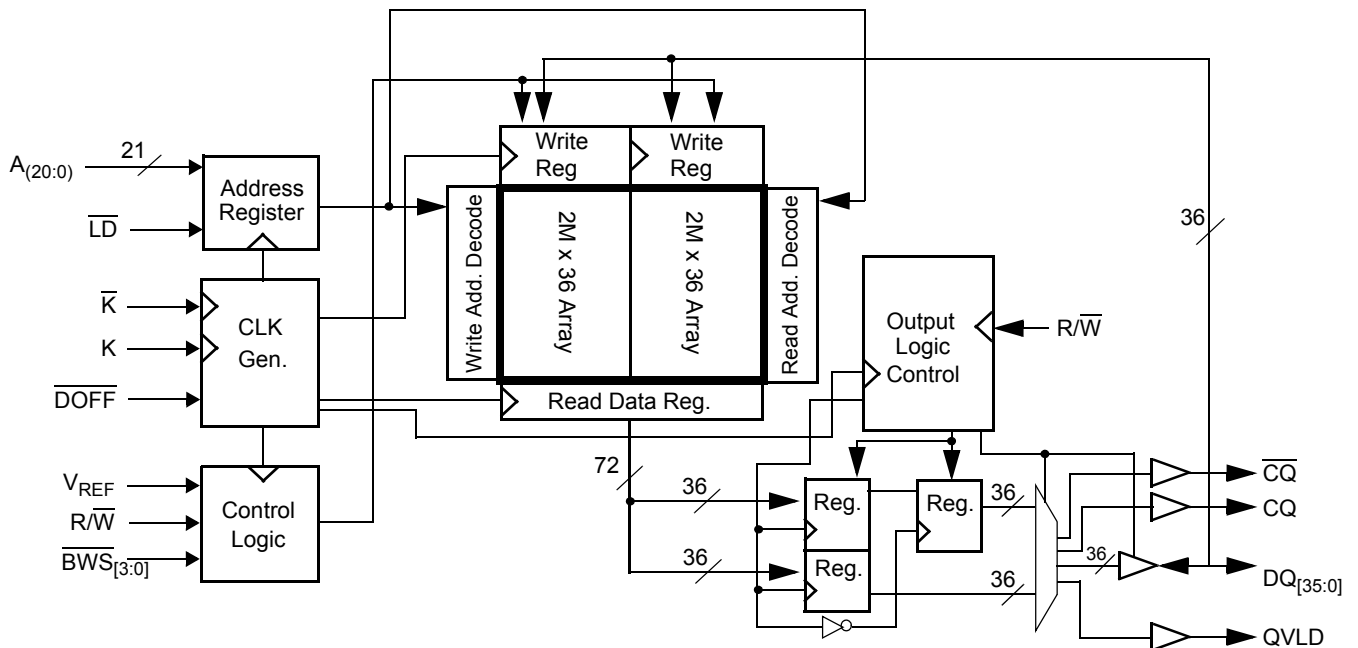 A(20:0)
21
LD
Address
Register
K
K
DOFF
CLK
Gen.
VREF
R/W
BWS[3:0]
Control
Logic
Write
Reg
Write
Reg
Write Add. Decode
2M x 36 Array
2M x 36 Array
Read Add. Decode
Read Data Reg.
Output
Logic
Control
R/W
36
72
36
Reg.
36
Reg.
Reg.
36
36
36
CQ
CQ
DQ[35:0]
QVLD